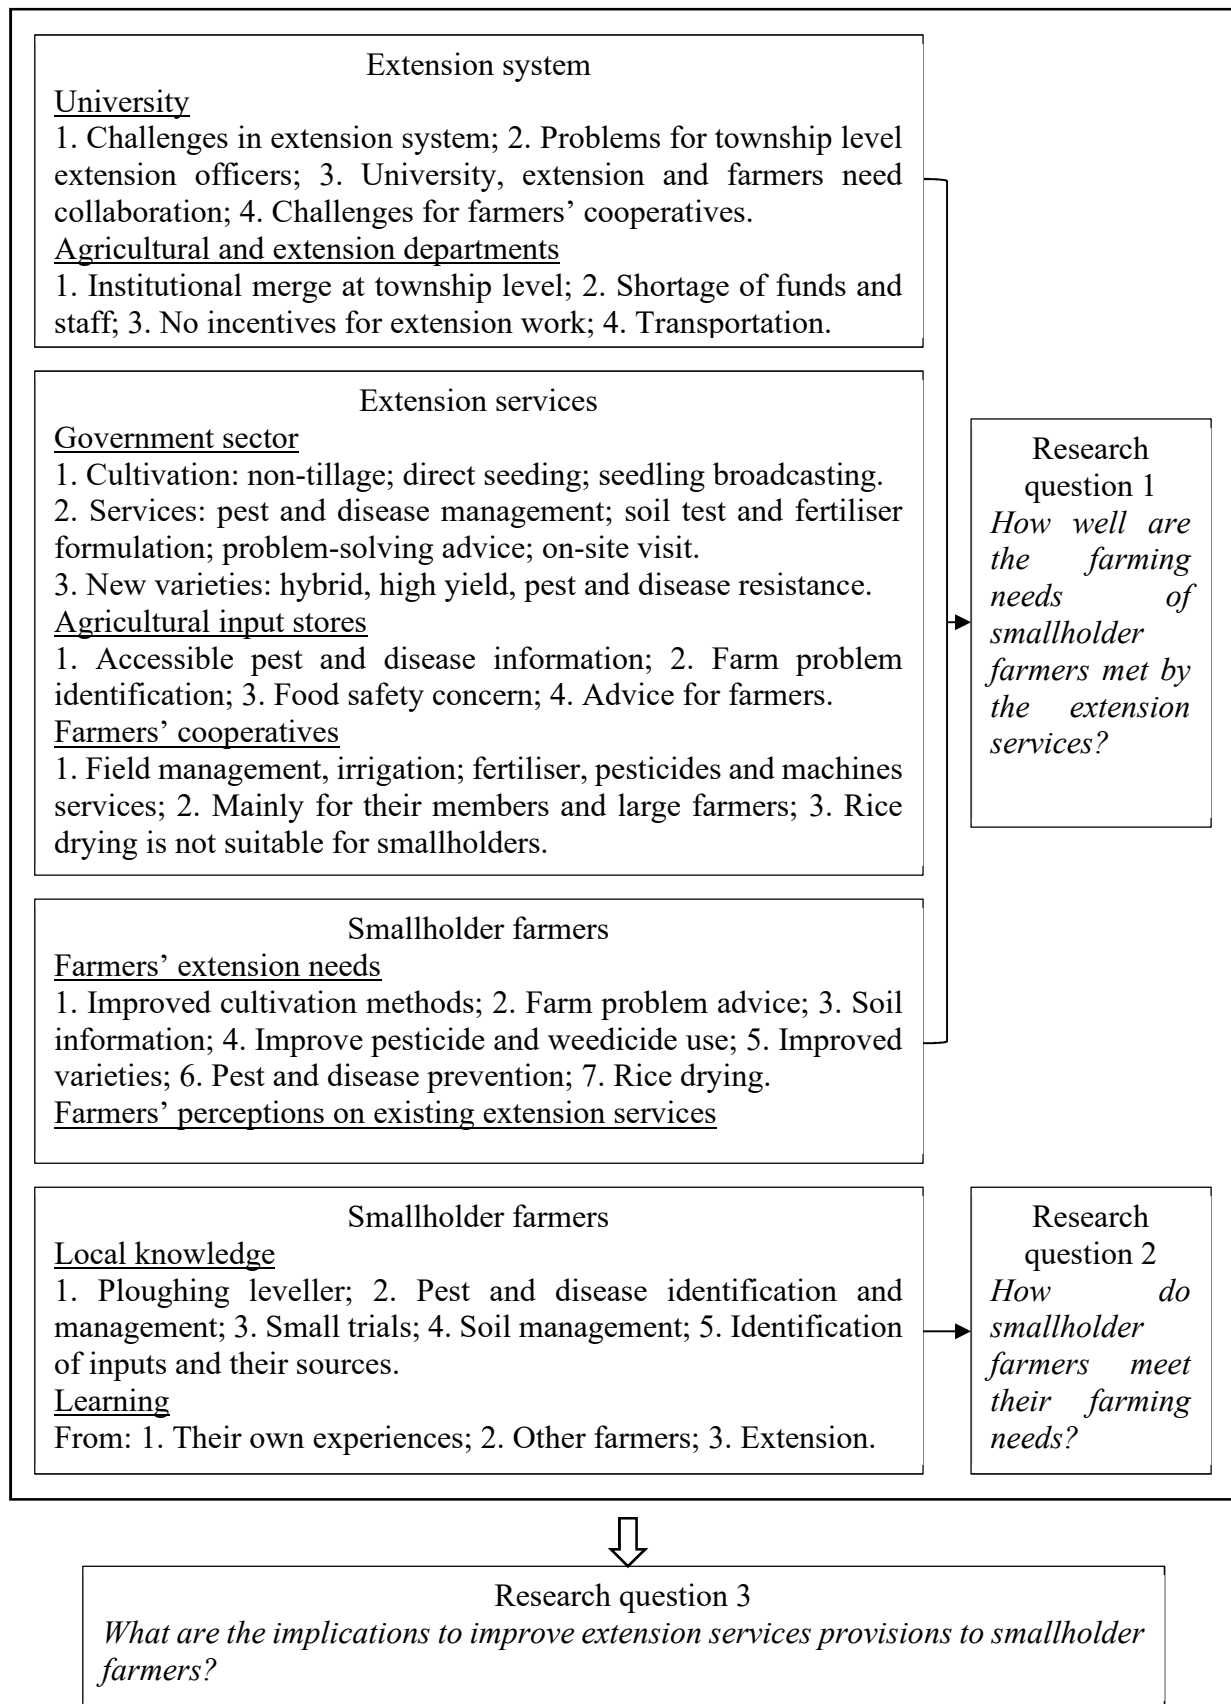 Extension system
University
1. Challenges in extension system; 2. Problems for township level
extension officers; 3. University, extension and farmers need
collaboration; 4. Challenges for farmers’ cooperatives.
Agricultural and extension departments
1. Institutional merge at township level; 2. Shortage of funds and
staff; 3. No incentives for extension work; 4. Transportation.
Extension services
Government sector
1. Cultivation: non-tillage; direct seeding; seedling broadcasting.
2. Services: pest and disease management; soil test and fertiliser
formulation; problem-solving advice; on-site visit.
3. New varieties: hybrid, high yield, pest and disease resistance.
Agricultural input stores
1. Accessible pest and disease information; 2. Farm problem
identification; 3. Food safety concern; 4. Advice for farmers.
Farmers’ cooperatives
1. Field management, irrigation; fertiliser, pesticides and machines
services; 2. Mainly for their members and large farmers; 3. Rice
drying is not suitable for smallholders.
Smallholder farmers
Farmers’ extension needs
1. Improved cultivation methods; 2. Farm problem advice; 3. Soil
information; 4. Improve pesticide and weedicide use; 5. Improved
varieties; 6. Pest and disease prevention; 7. Rice drying.
Farmers’ perceptions on existing extension services
Research
question 1
How well are
the farming
needs of
smallholder
farmers met by
the extension
services?
Smallholder farmers
Local knowledge
1. Ploughing leveller; 2. Pest and disease identification and
management; 3. Small trials; 4. Soil management; 5. Identification
of inputs and their sources.
Learning
From: 1. Their own experiences; 2. Other farmers; 3. Extension.
Research
question 2
How do
smallholder
farmers meet
their farming
needs?
Research question 3
What are the implications to improve extension services provisions to smallholder
farmers?